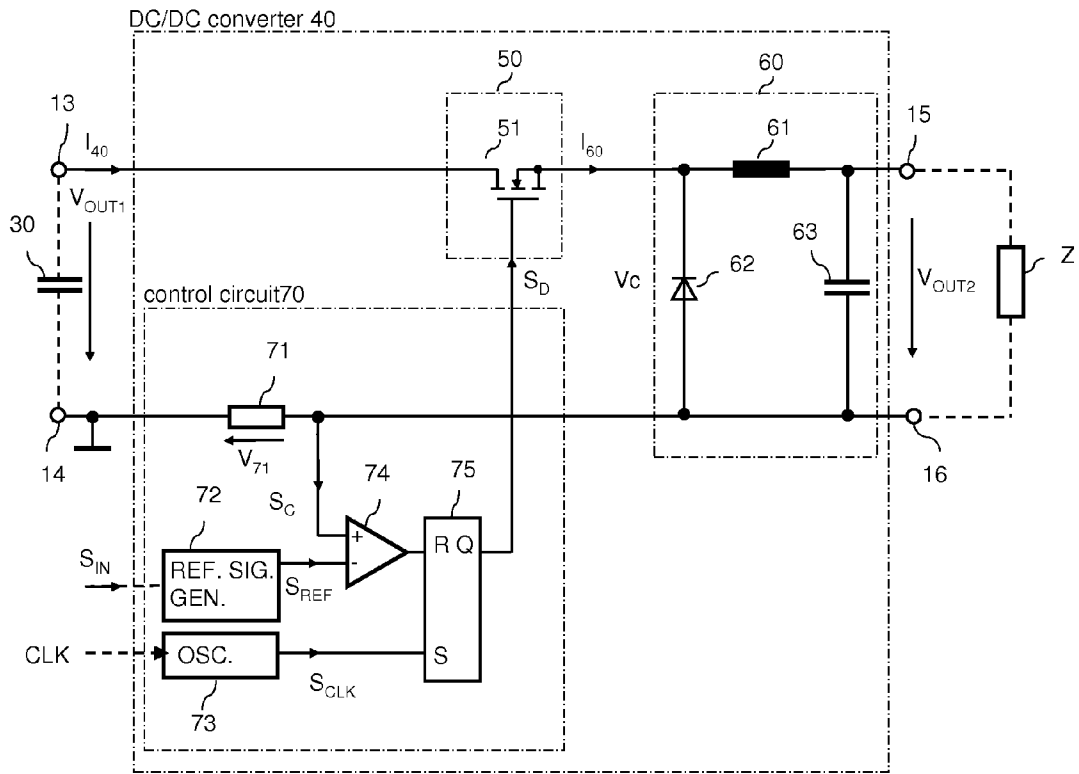 DC/DC converter 40
50
60
13
51
61
15
I40
I60
VOUT1
30
63
Z
62
VC
SD
VOUT2
control circuit70
71
14
V71
16
74
75
SC
72
+
R Q
SIN
REF. SIG.
GEN.
-
SREF
CLK
OSC.
S
SCLK
73